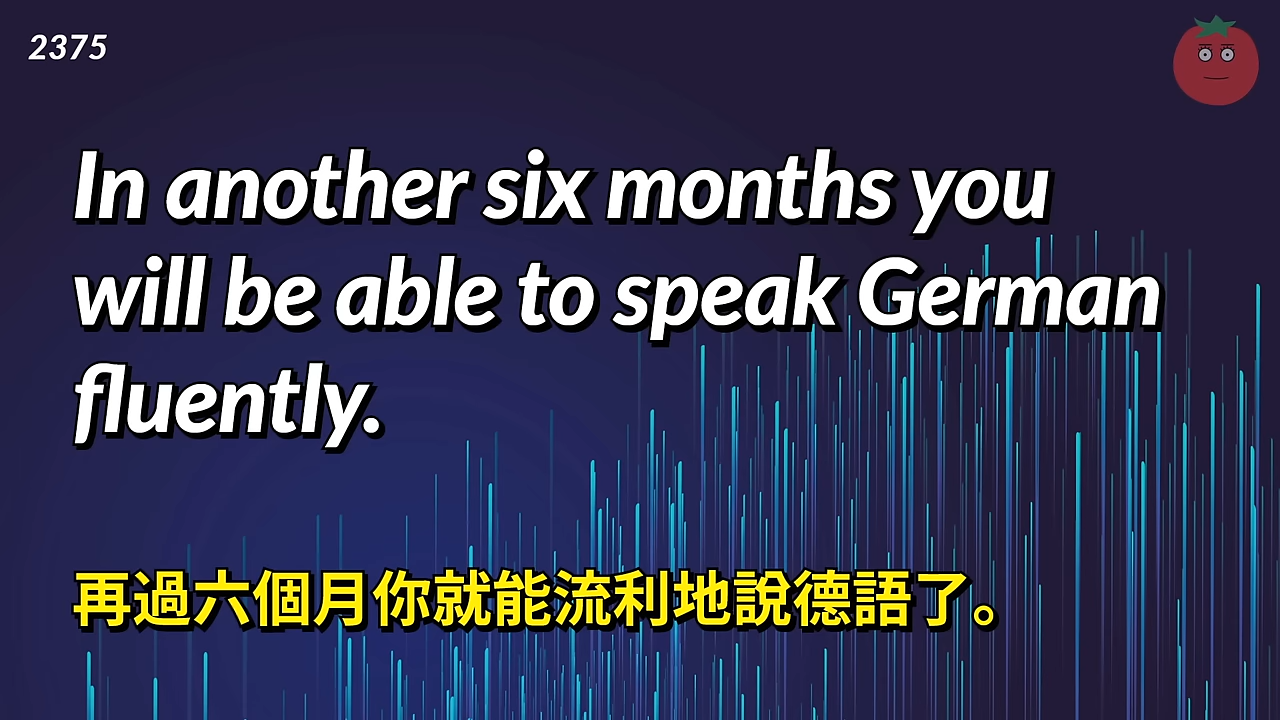 2375
In another six months you
will be able to speak German
fluently.
再過六個月你就能流利地說德語了。